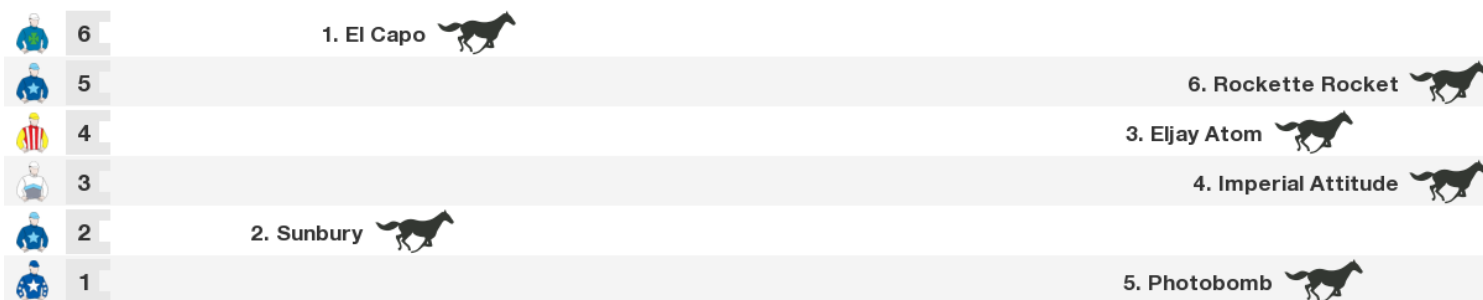 6 1. El Capo
5 6. Rockette Rocket
4 3. Eljay Atom
3 4. Imperial Attitude
2 2. Sunbury
1 5. Photobomb